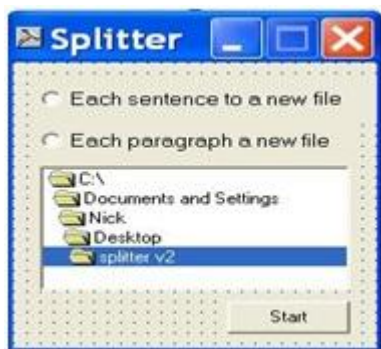 Splitter
Each sentence to a new file
Each paragraph a new file
C:\
Documents and Settings
Nick
Desktop
splitter v2
Start